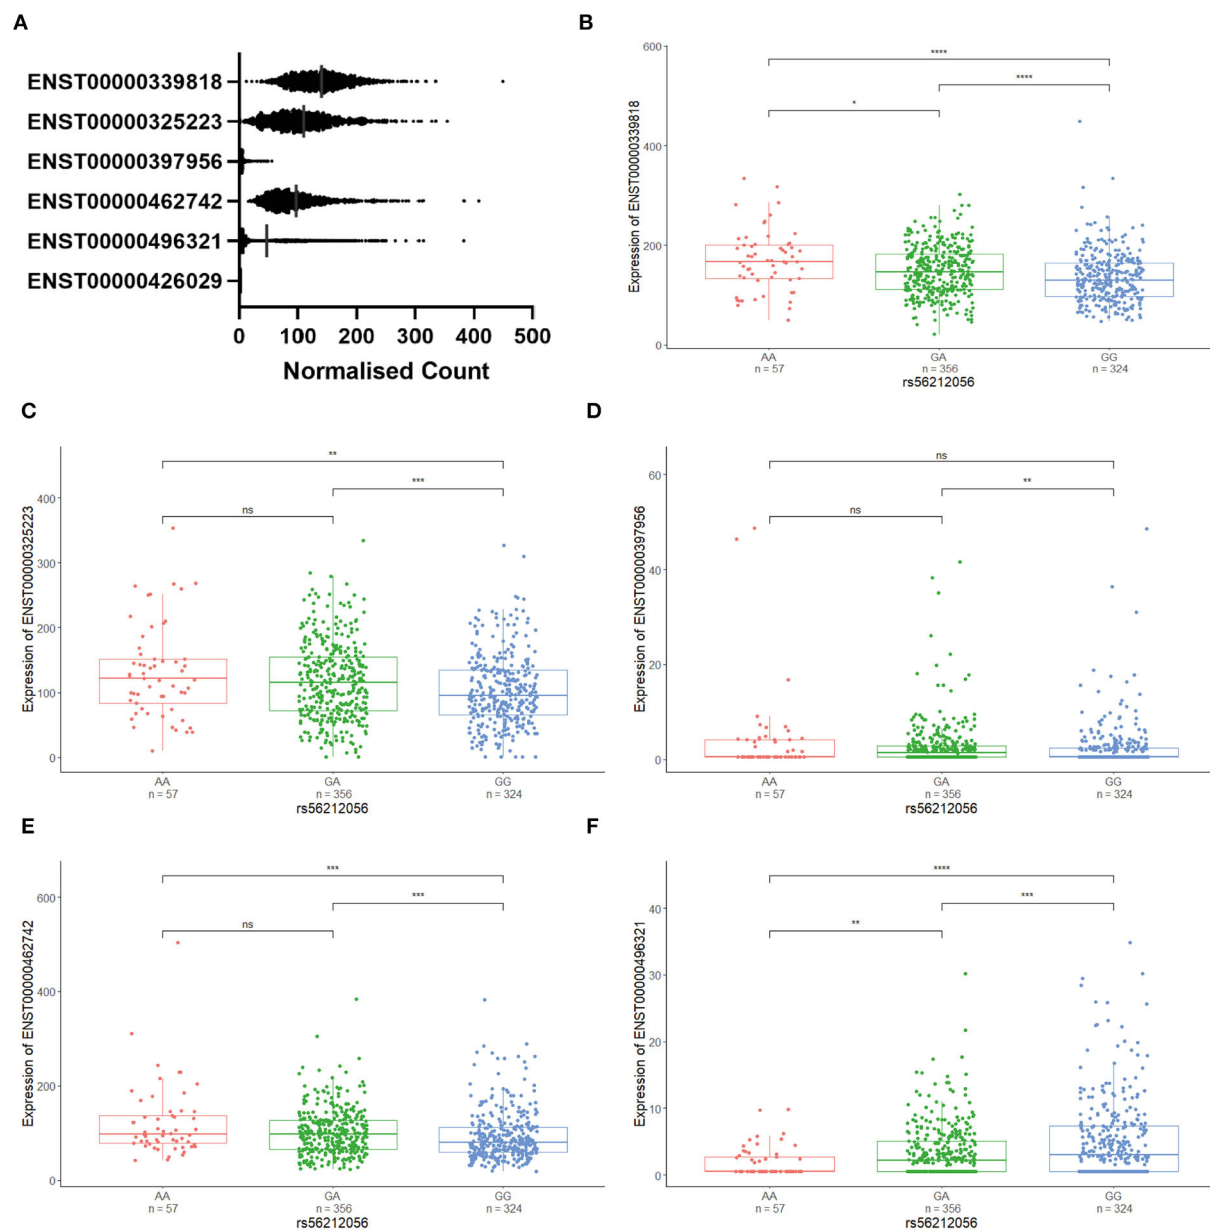 A
ENST00000339818
ENST00000325223
ENST00000397956
ENST00000462742
ENST00000496321
ENST00000426029
0 100 200 300 400 500
Normalised Count
B
Expression of ENST00000339818
600
400
200
0
****
****
*
AA GA GG
n = 57 n = 356 n = 324
rs56212056
C
Expression of ENST00000325223
400
300
200
100
0
**
***
ns
AA GA GG
n = 57 n = 356 n = 324
rs56212056
D
Expression of ENST00000397956
60
40
20
0
ns
**
ns
AA GA GG
n = 57 n = 356 n = 324
rs56212056
E
Expression of ENST00000462742
600
400
200
0
***
***
ns
AA GA GG
n = 57 n = 356 n = 324
rs56212056
F
Expression of ENST00000496321
40
30
20
10
0
****
***
**
AA GA GG
n = 57 n = 356 n = 324
rs56212056